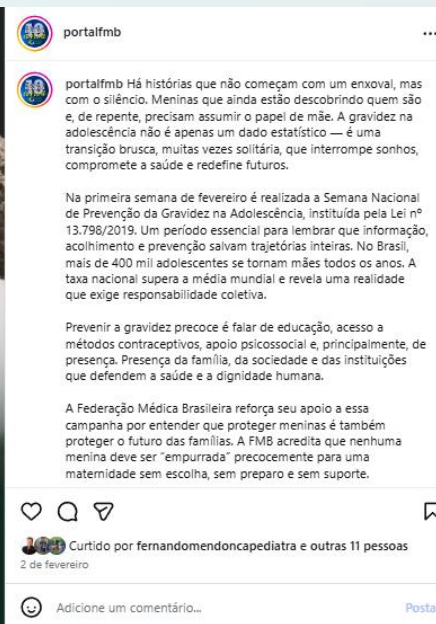 portalfmb
portalfmb Há histórias que não começam com um enxoval, mas
com o silêncio. Meninas que ainda estão descobrindo quem são
e, de repente, precisam assumir o papel de mãe. A gravidez na
adolescência não é apenas um dado estatístico — é uma
transição brusca, muitas vezes solitária, que interrompe sonhos,
compromete a saúde e redefine futuros.
Na primeira semana de fevereiro é realizada a Semana Nacional
de Prevenção da Gravidez na Adolescência, instituída pela Lei nº
13.798/2019. Um período essencial para lembrar que informação,
acolhimento e prevenção salvam trajetórias inteiras. No Brasil,
mais de 400 mil adolescentes se tornam mães todos os anos. A
taxa nacional supera a média mundial e revela uma realidade
que exige responsabilidade coletiva.
Prevenir a gravidez precoce é falar de educação, acesso a
métodos contraceptivos, apoio psicossocial e, principalmente, de
presença. Presença da família, da sociedade e das instituições
que defendem a saúde e a dignidade humana.
A Federação Médica Brasileira reforça seu apoio a essa
campanha por entender que proteger meninas é também
proteger o futuro das famílias. A FMB acredita que nenhuma
menina deve ser “empurrada” precocemente para uma
maternidade sem escolha, sem preparo e sem suporte.
Curtido por fernandomendoncapediatra e outras 11 pessoas
2 de fevereiro
Adicione um comentário... Posta